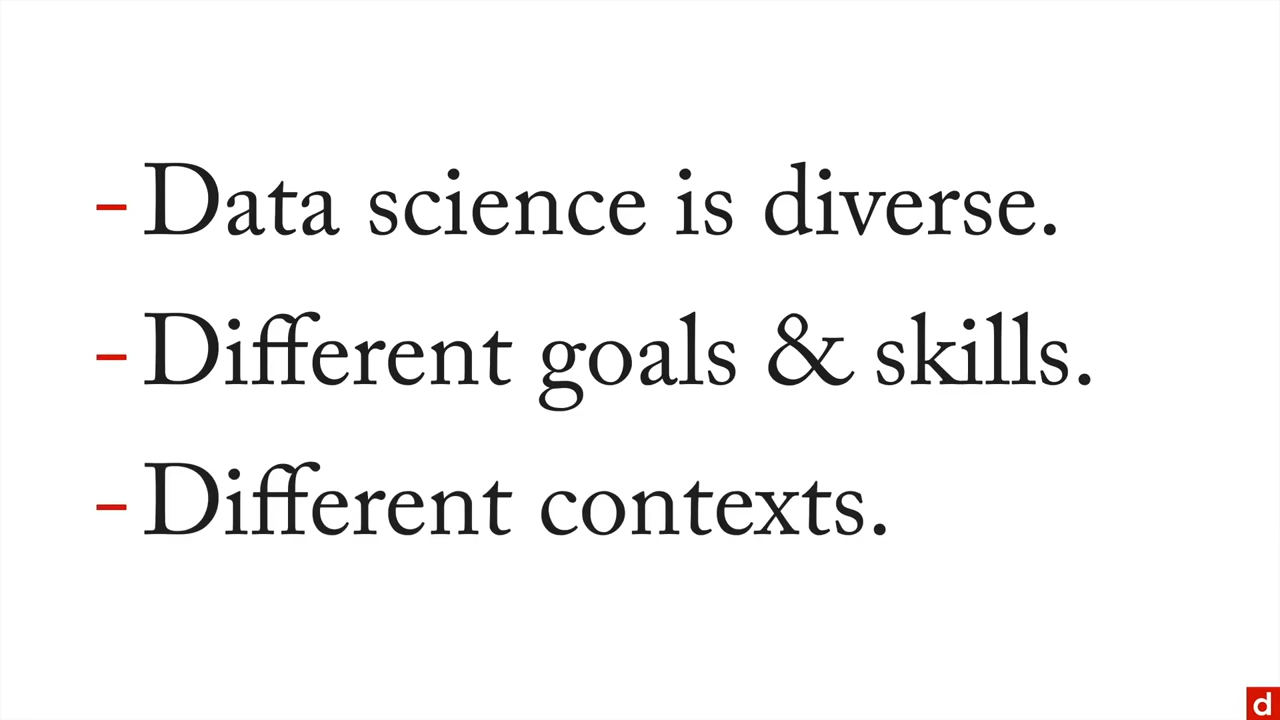 - Data science is diverse.
- Different goals & skills.
- Different contexts.
d